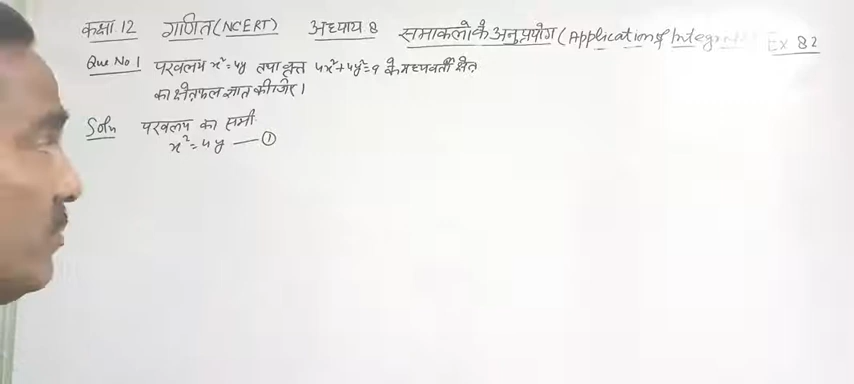 कक्षा 12 गणित (NCERT) अध्याय 8 समाकलो के अनुप्रयोग (Application of Integra Ex 8.2
Que No 1 परवलय x² = 4y तथा वृत्त 4x² + 4y² = 9 के मध्यवर्ती क्षेत्र
का क्षेत्रफल ज्ञात कीजिए।
Soln परवलय का समी
x² = 4y — ①